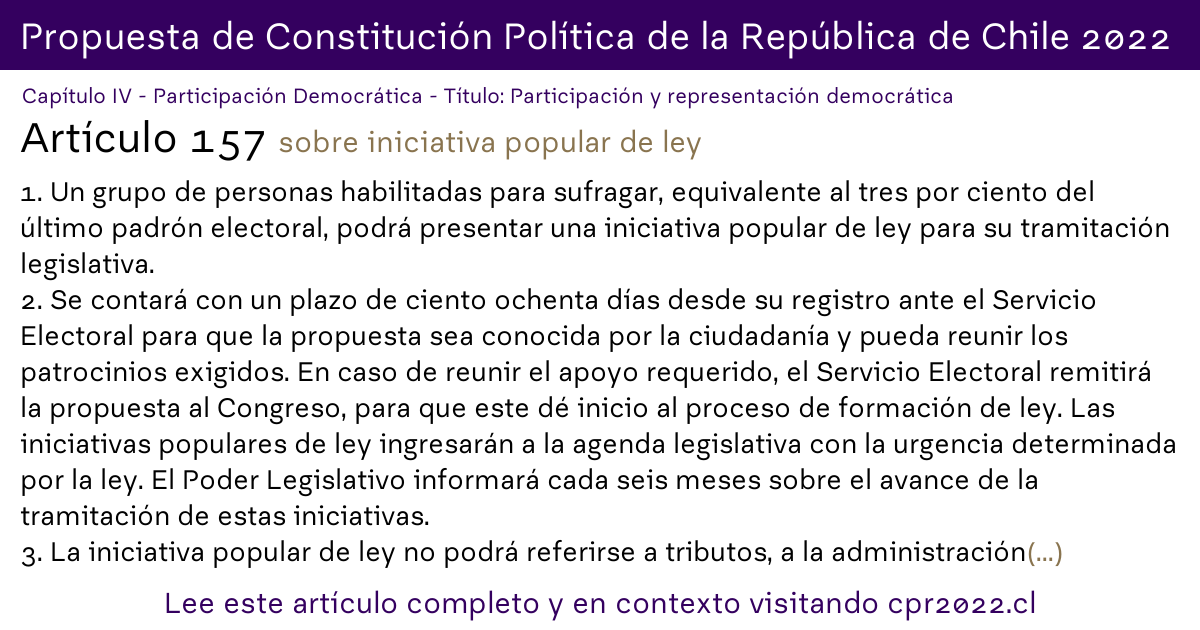 Propuesta de Constitución Política de la República de Chile 2022
Capítulo IV - Participación Democrática - Título: Participación y representación democrática
Artículo 157 sobre iniciativa popular de ley
1. Un grupo de personas habilitadas para sufragar, equivalente al tres por ciento del
último padrón electoral, podrá presentar una iniciativa popular de ley para su tramitación
legislativa.
2. Se contará con un plazo de ciento ochenta días desde su registro ante el Servicio
Electoral para que la propuesta sea conocida por la ciudadanía y pueda reunir los
patrocinios exigidos. En caso de reunir el apoyo requerido, el Servicio Electoral remitirá
la propuesta al Congreso, para que este dé inicio al proceso de formación de ley. Las
iniciativas populares de ley ingresarán a la agenda legislativa con la urgencia determinada
por la ley. El Poder Legislativo informará cada seis meses sobre el avance de la
tramitación de estas iniciativas.
3. La iniciativa popular de ley no podrá referirse a tributos, a la administración(...)
Lee este artículo completo y en contexto visitando cpr2022.cl